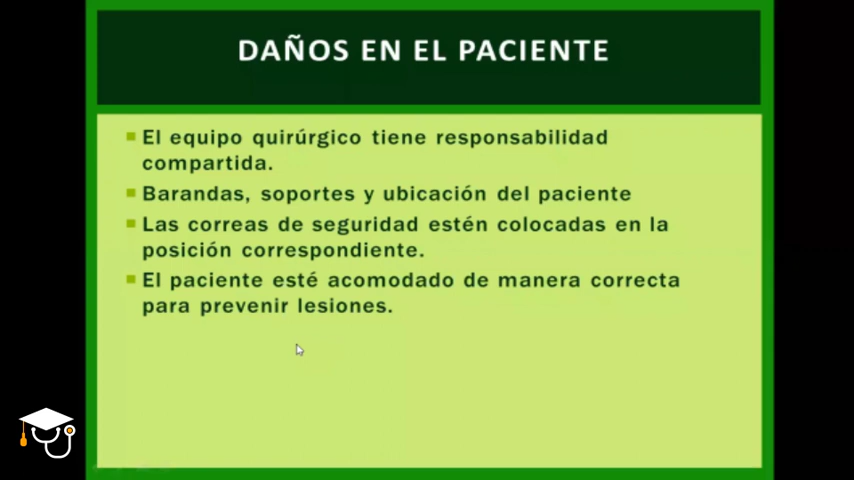 DAÑOS EN EL PACIENTE
El equipo quirúrgico tiene responsabilidad
compartida.
Barandas, soportes y ubicación del paciente
Las correas de seguridad estén colocadas en la
posición correspondiente.
El paciente esté acomodado de manera correcta
para prevenir lesiones.